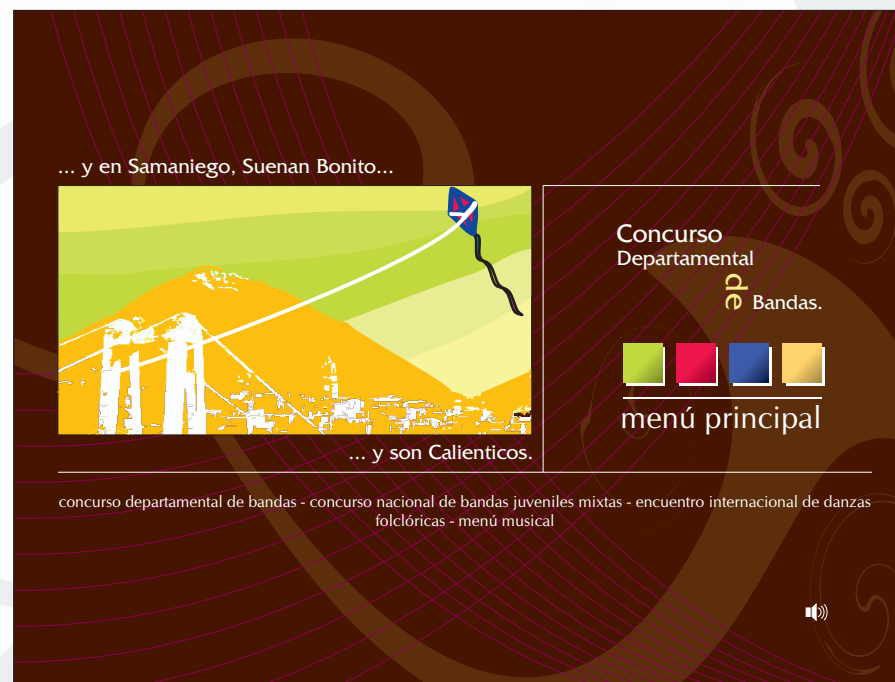 ... y en Samaniego, Suenan Bonito...
... y son Calienticos.
Concurso
Departamental
de
Bandas.
menú principal
concurso departamental de bandas - concurso nacional de bandas juveniles mixtas - encuentro internacional de danzas
folclóricas - menú musical